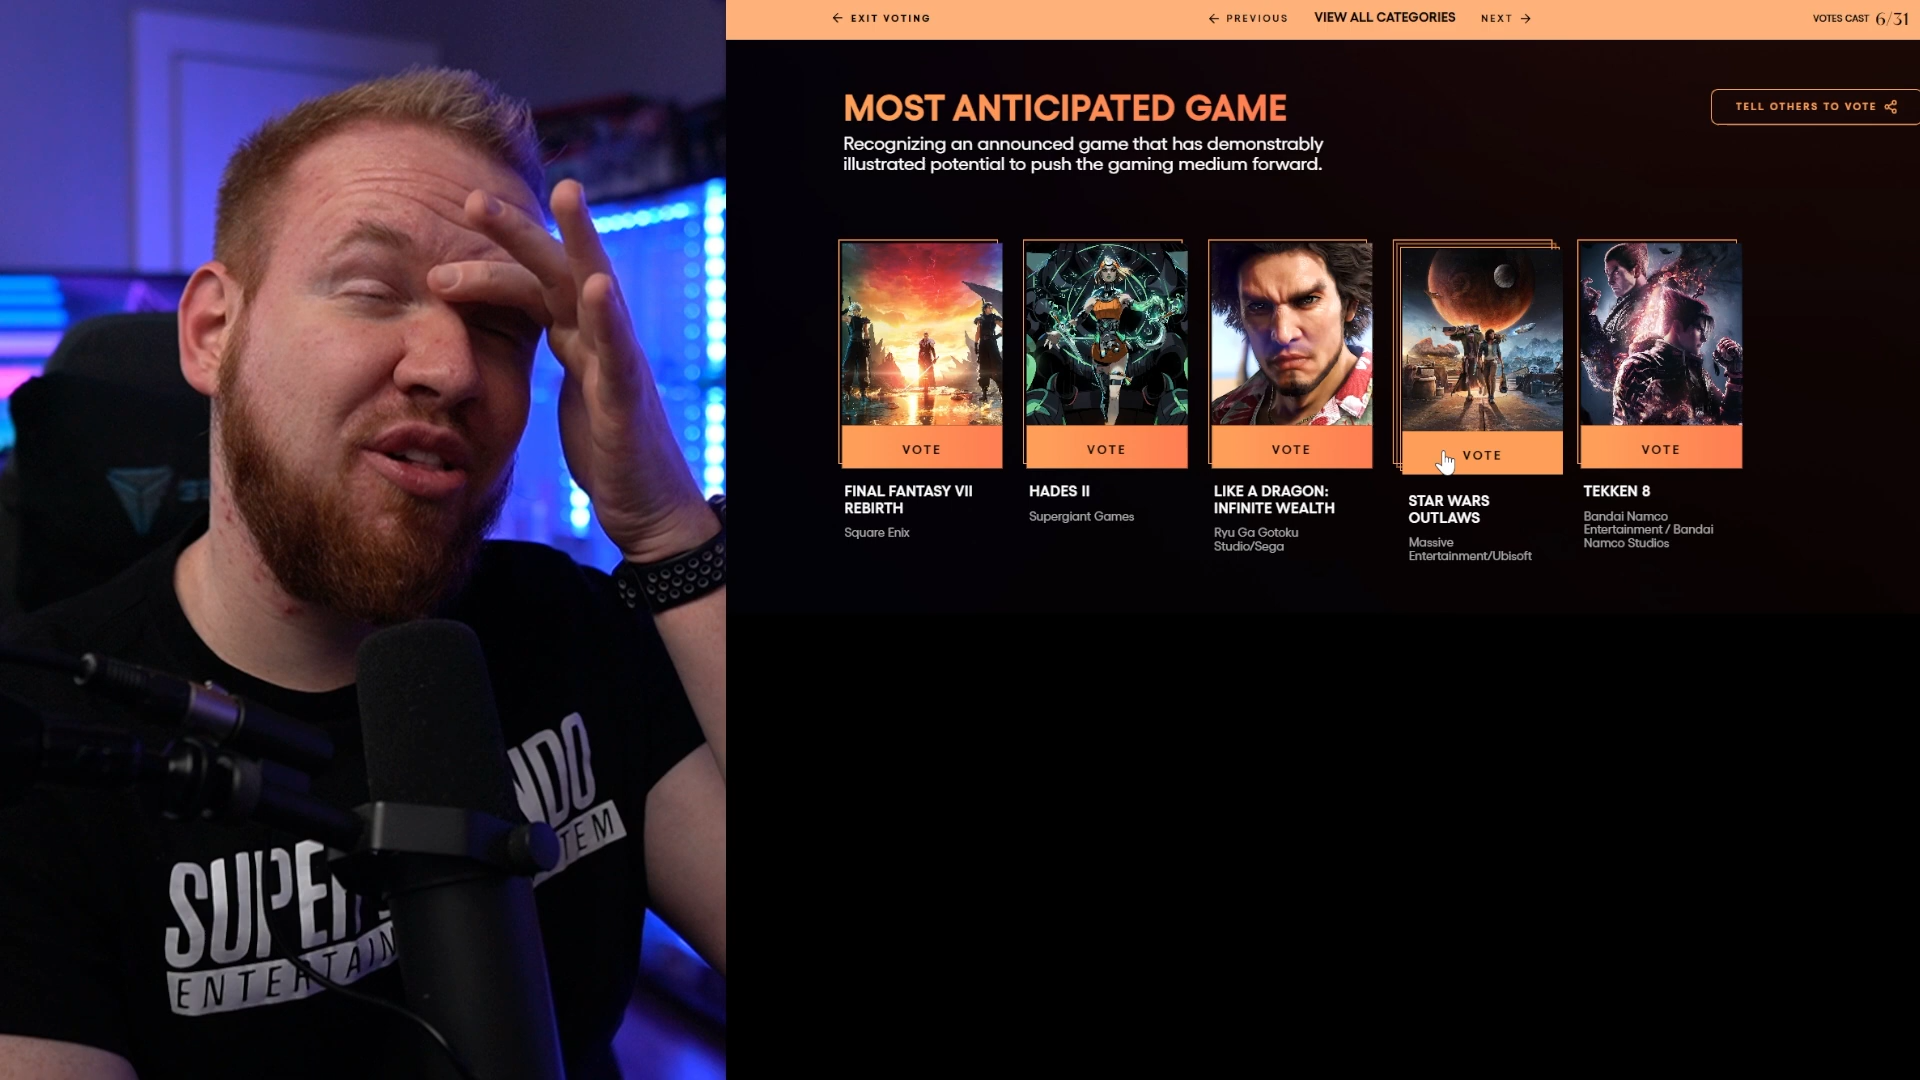 EXIT VOTING
PREVIOUS
VIEW ALL CATEGORIES
NEXT
VOTES CAST 6/31
MOST ANTICIPATED GAME
TELL OTHERS TO VOTE
Recognizing an announced game that has demonstrably
illustrated potential to push the gaming medium forward.
VOTE
FINAL FANTASY VII
REBIRTH
Square Enix
VOTE
HADES II
Supergiant Games
VOTE
LIKE A DRAGON:
INFINITE WEALTH
Ryu Ga Gotoku
Studio/Sega
VOTE
STAR WARS
OUTLAWS
Massive
Entertainment/Ubisoft
VOTE
TEKKEN 8
Bandai Namco
Entertainment / Bandai
Namco Studios